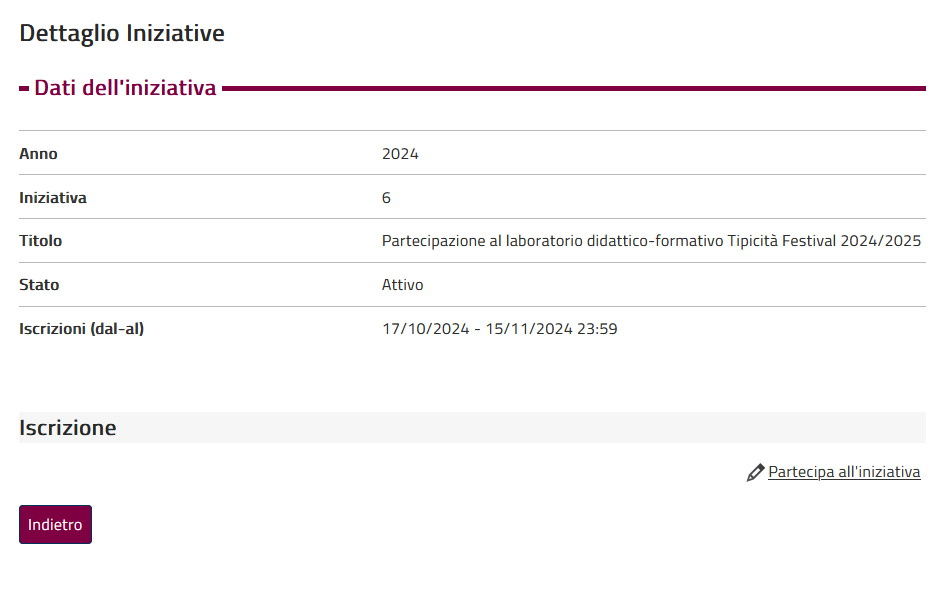 Dettaglio Iniziative
Dati dell'iniziativa
Anno 2024
Iniziativa 6
Titolo Partecipazione al laboratorio didattico-formativo Tipicità Festival 2024/2025
Stato Attivo
Iscrizioni (dal-al) 17/10/2024 - 15/11/2024 23:59
Iscrizione
Partecipa all'iniziativa
Indietro